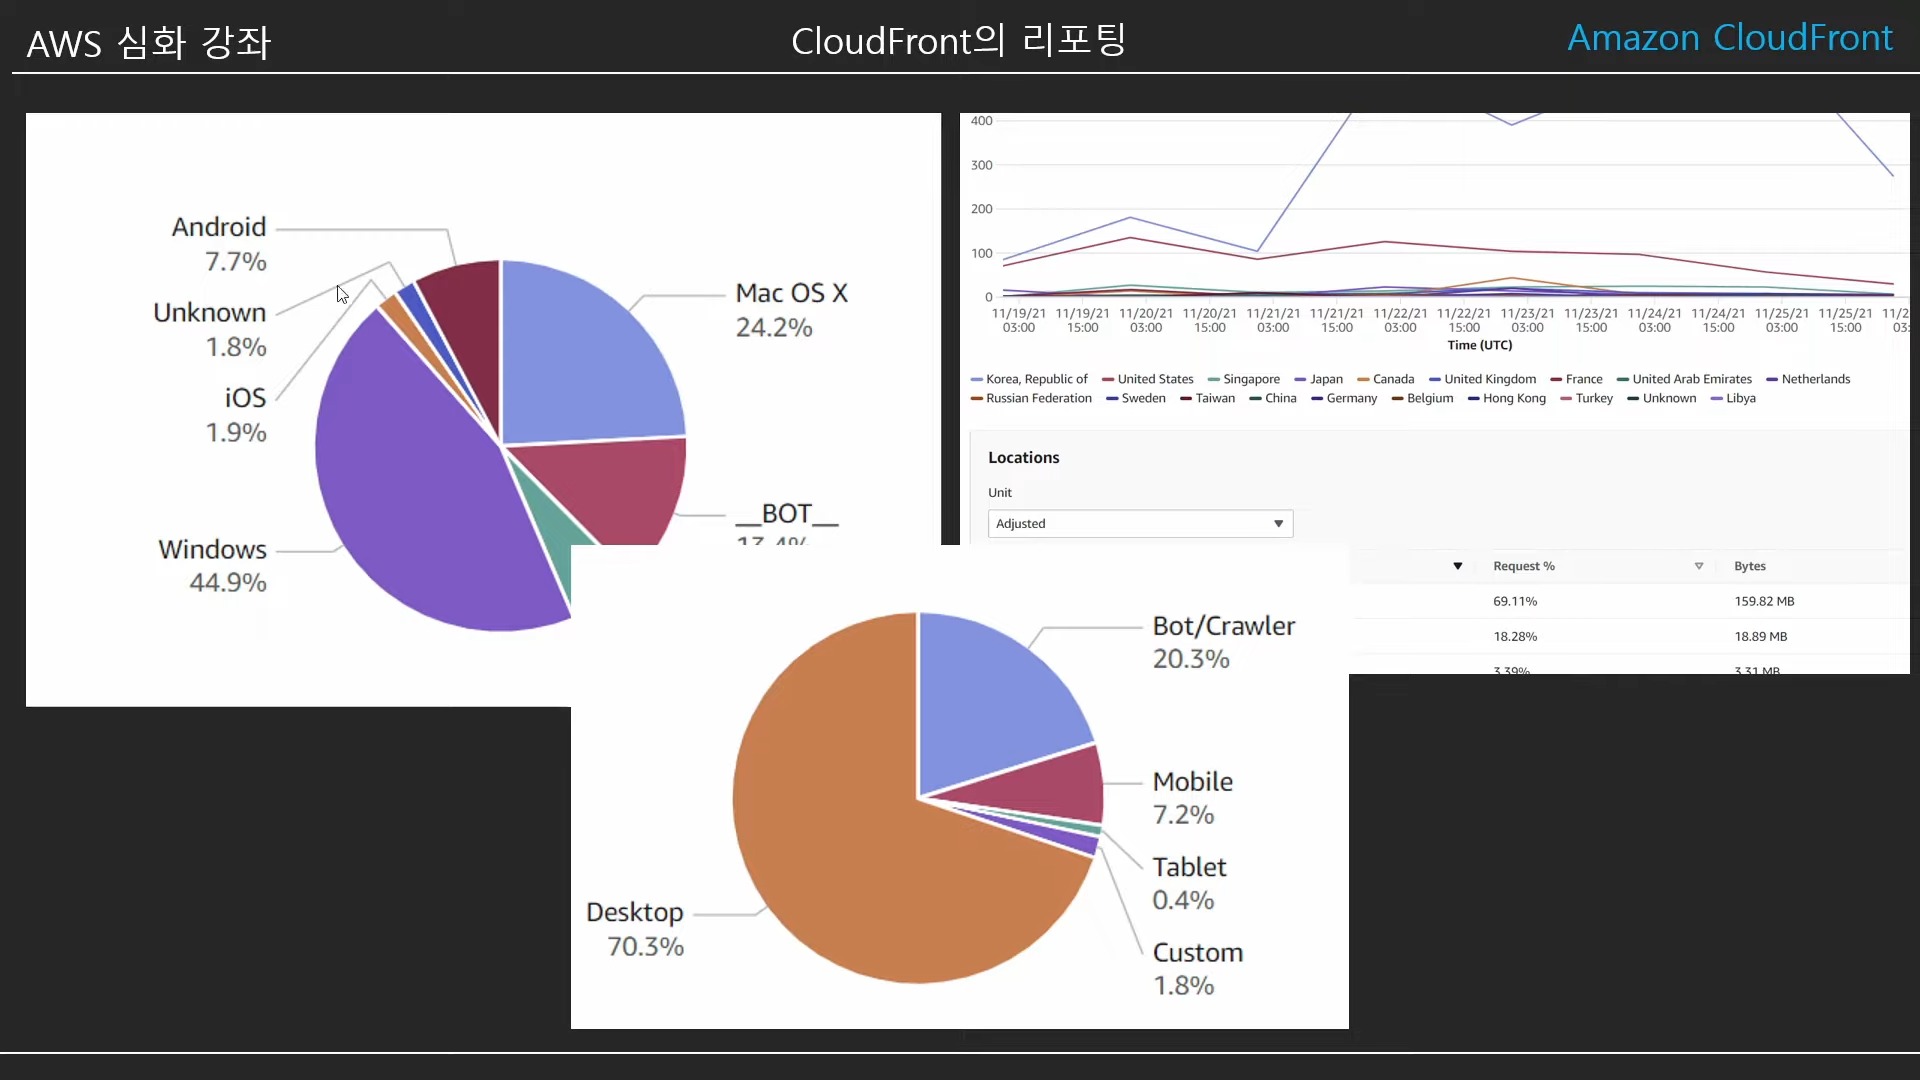 AWS 심화 강좌
CloudFront의 리포팅
Amazon CloudFront
Android
7.7%
Unknown
1.8%
iOS
1.9%
Windows
44.9%
Mac OS X
24.2%
__BOT__
13.4%
400
300
200
100
0
11/19/21 11/19/21 11/20/21 11/20/21 11/21/21 11/21/21 11/22/21 11/22/21 11/23/21 11/23/21 11/24/21 11/24/21 11/25/21 11/25/21
03:00 15:00 03:00 15:00 03:00 15:00 03:00 15:00 03:00 15:00 03:00 15:00 03:00 15:00
Time (UTC)
Korea, Republic of United States Singapore Japan Canada United Kingdom France United Arab Emirates Netherlands
Russian Federation Sweden Taiwan China Germany Belgium Hong Kong Turkey Unknown Libya
Locations
Unit
Adjusted
Request % Bytes
69.11% 159.82 MB
18.28% 18.89 MB
3.39% 3.31 MB
Bot/Crawler
20.3%
Mobile
7.2%
Tablet
0.4%
Custom
1.8%
Desktop
70.3%